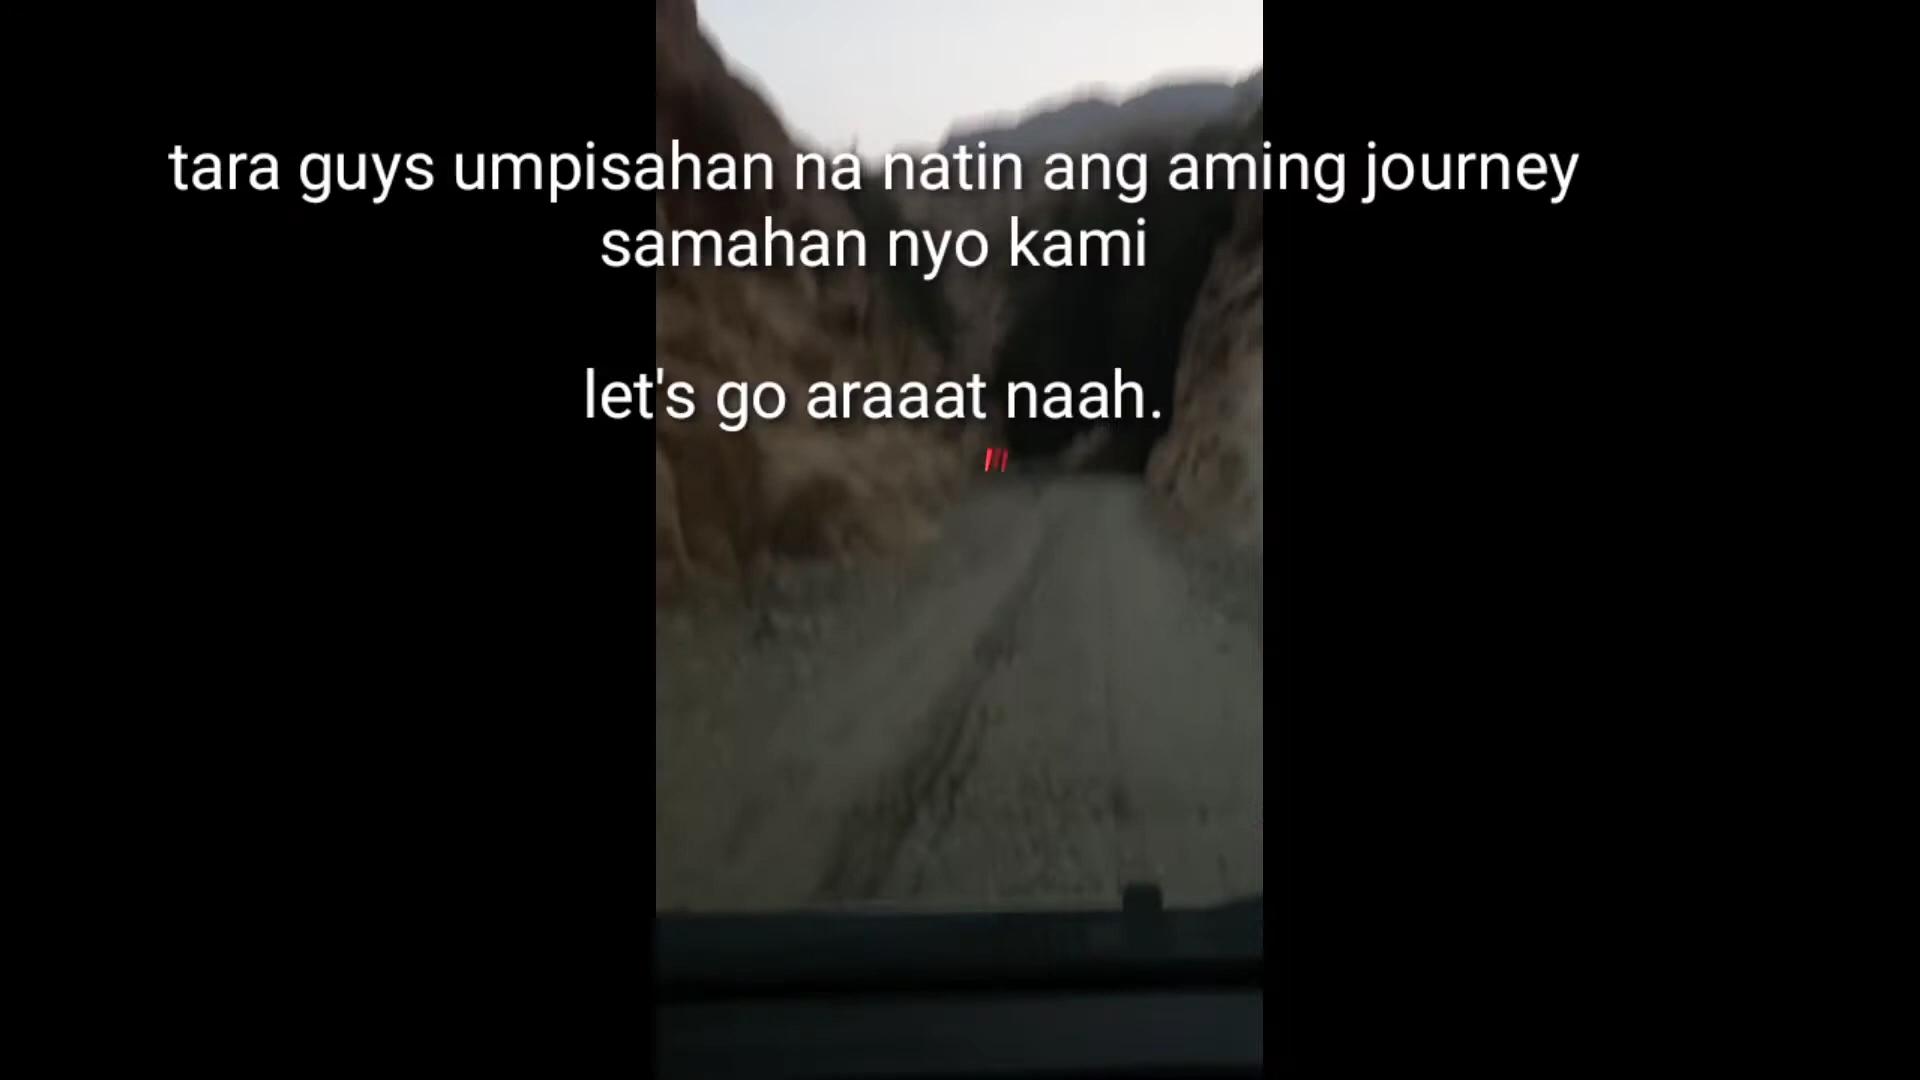 tara guys umpisahan na natin ang aming journey
samahan nyo kami
let's go araaat naah.